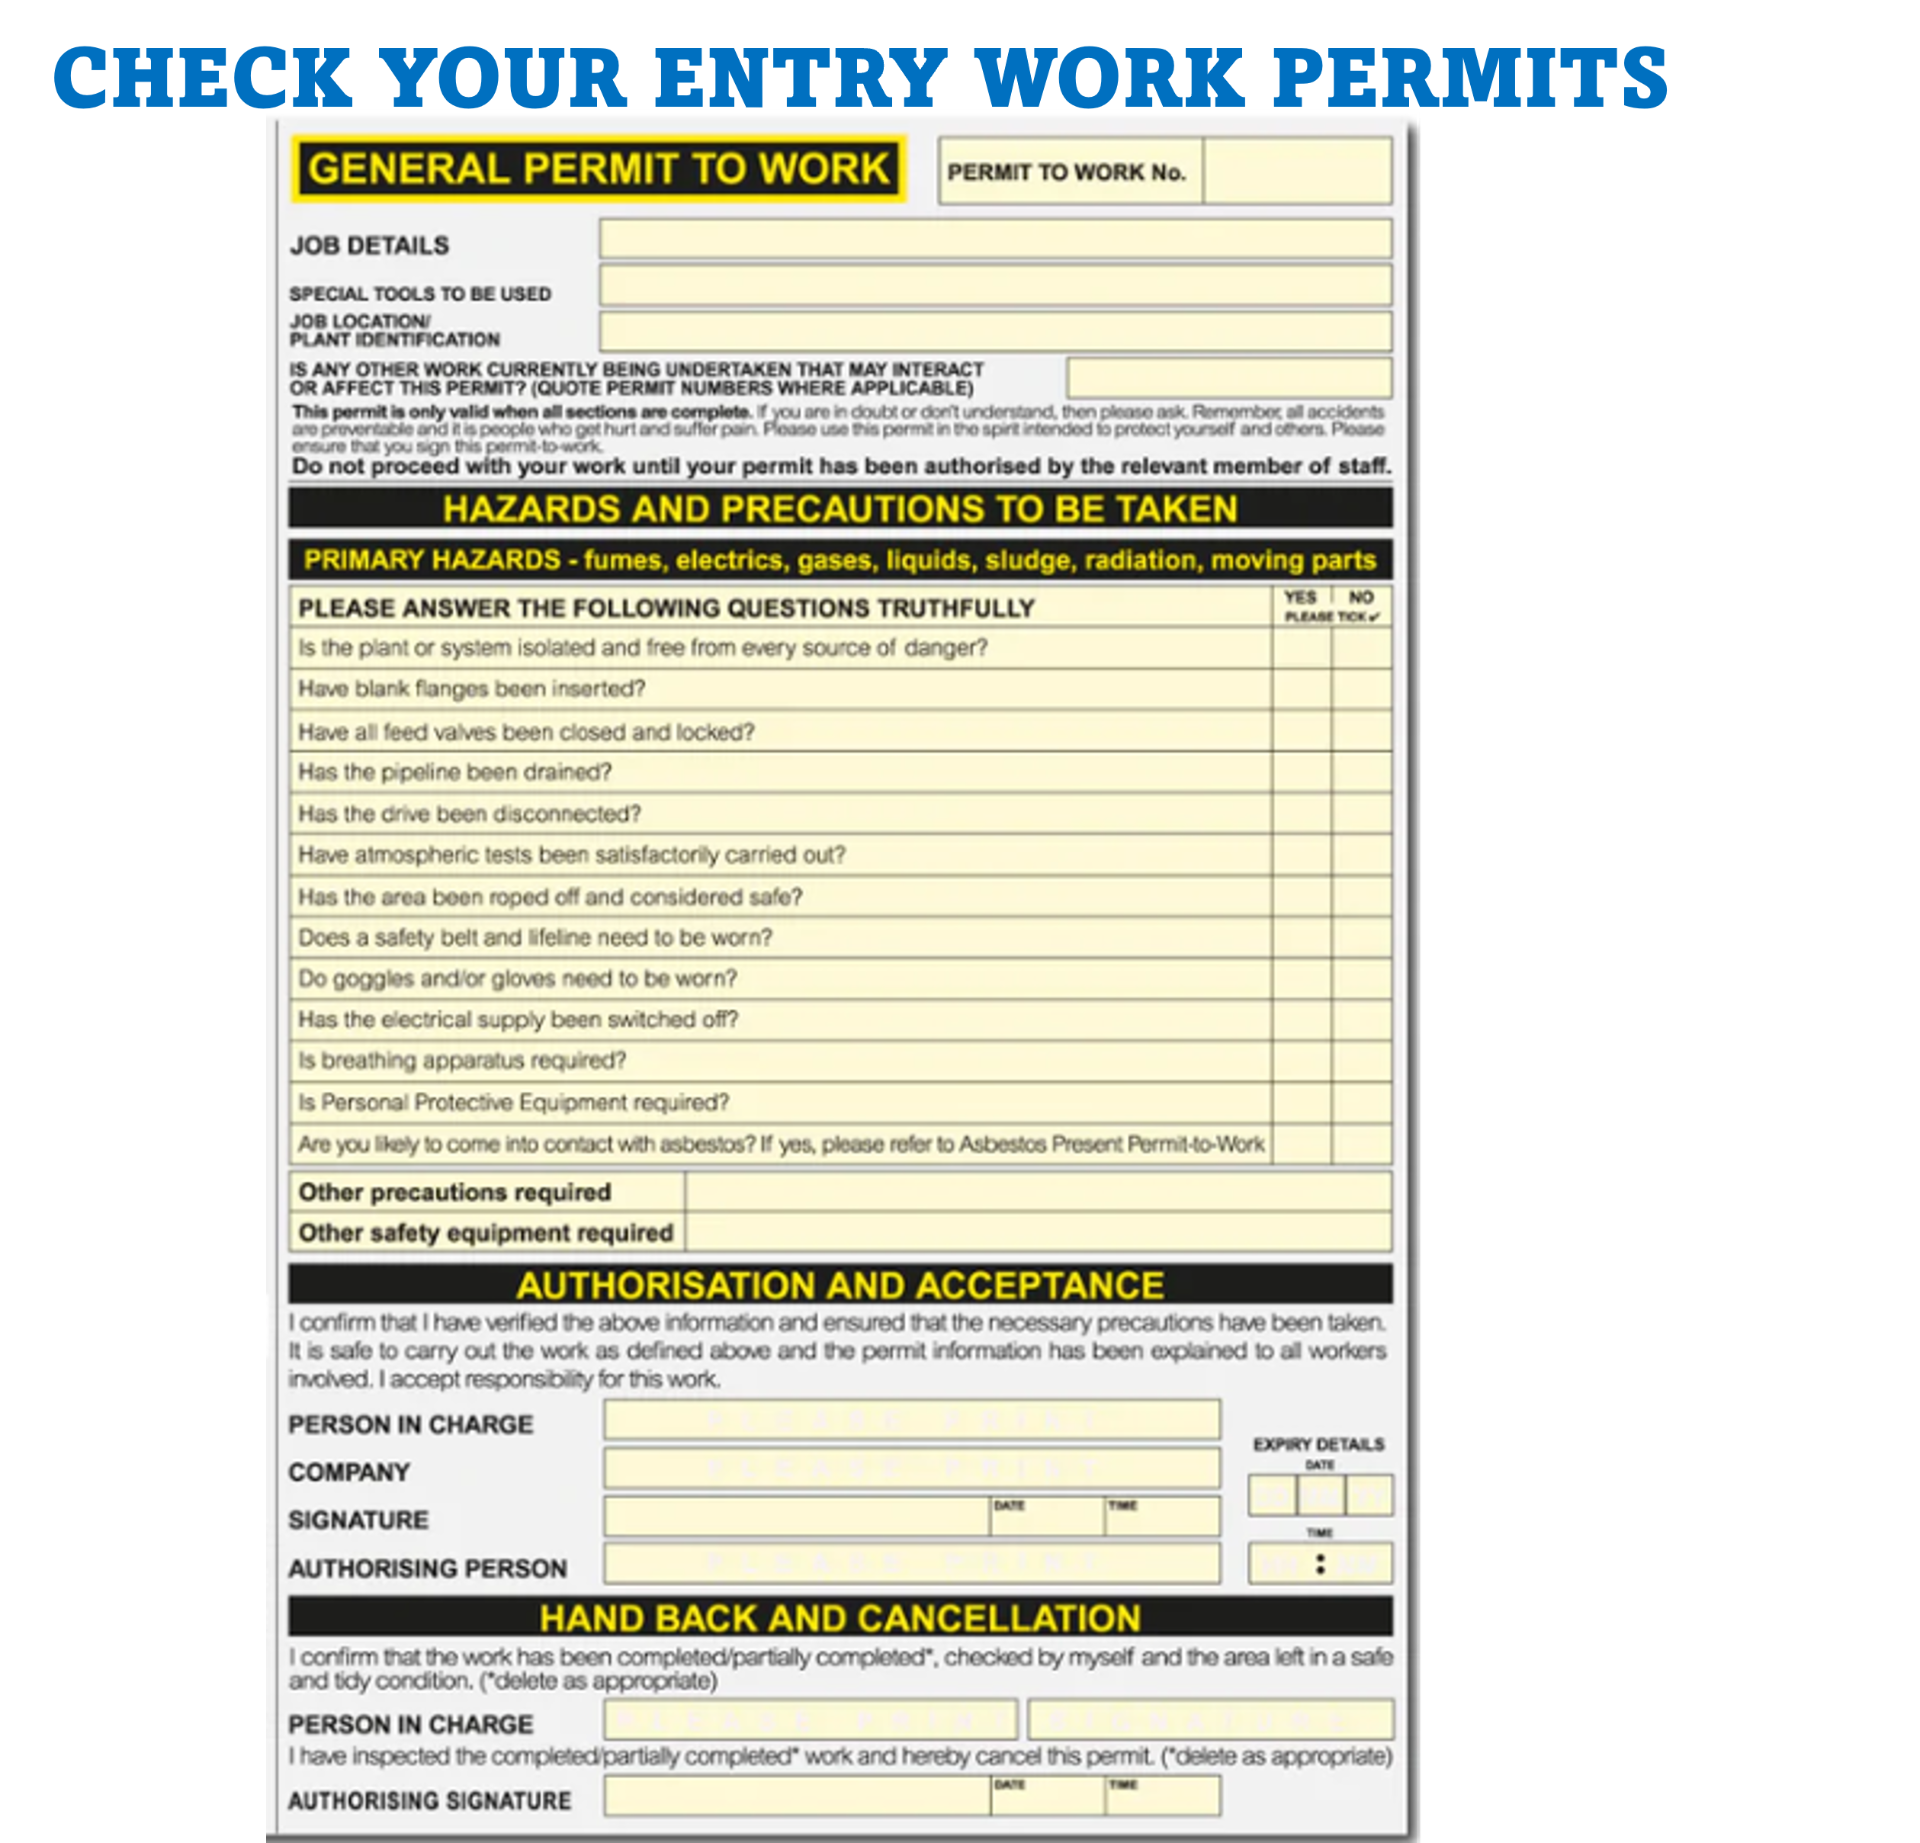 CHECK YOUR ENTRY WORK PERMITS
GENERAL PERMIT TO WORK
PERMIT TO WORK No.
JOB DETAILS
SPECIAL TOOLS TO BE USED
JOB LOCATION/
PLANT IDENTIFICATION
IS ANY OTHER WORK CURRENTLY BEING UNDERTAKEN THAT MAY INTERACT
OR AFFECT THIS PERMIT? (QUOTE PERMIT NUMBERS WHERE APPLICABLE)
This permit is only valid when all sections are complete. If you are in doubt or don't understand, then please ask. Remember, all accidents
are preventable and it is people who get hurt and suffer pain. Please use this permit in the spirit intended to protect yourself and others. Please
ensure that you sign this permit-to-work.
Do not proceed with your work until your permit has been authorised by the relevant member of staff.
HAZARDS AND PRECAUTIONS TO BE TAKEN
PRIMARY HAZARDS - fumes, electrics, gases, liquids, sludge, radiation, moving parts
PLEASE ANSWER THE FOLLOWING QUESTIONS TRUTHFULLY
YES NO
PLEASE TICK ✓
Is the plant or system isolated and free from every source of danger?
Have blank flanges been inserted?
Have all feed valves been closed and locked?
Has the pipeline been drained?
Has the drive been disconnected?
Have atmospheric tests been satisfactorily carried out?
Has the area been roped off and considered safe?
Does a safety belt and lifeline need to be worn?
Do goggles and/or gloves need to be worn?
Has the electrical supply been switched off?
Is breathing apparatus required?
Is Personal Protective Equipment required?
Are you likely to come into contact with asbestos? If yes, please refer to Asbestos Present Permit-to-Work
Other precautions required
Other safety equipment required
AUTHORISATION AND ACCEPTANCE
I confirm that I have verified the above information and ensured that the necessary precautions have been taken.
It is safe to carry out the work as defined above and the permit information has been explained to all workers
involved. I accept responsibility for this work.
PERSON IN CHARGE
PLEASE PRINT
COMPANY
PLEASE PRINT
SIGNATURE
DATE
TIME
AUTHORISING PERSON
PLEASE PRINT
EXPIRY DETAILS
DATE
TIME
:
HAND BACK AND CANCELLATION
I confirm that the work has been completed/partially completed*, checked by myself and the area left in a safe
and tidy condition. (*delete as appropriate)
PERSON IN CHARGE
PLEASE PRINT
SIGNATURE
I have inspected the completed/partially completed* work and hereby cancel this permit. (*delete as appropriate)
AUTHORISING SIGNATURE
DATE
TIME